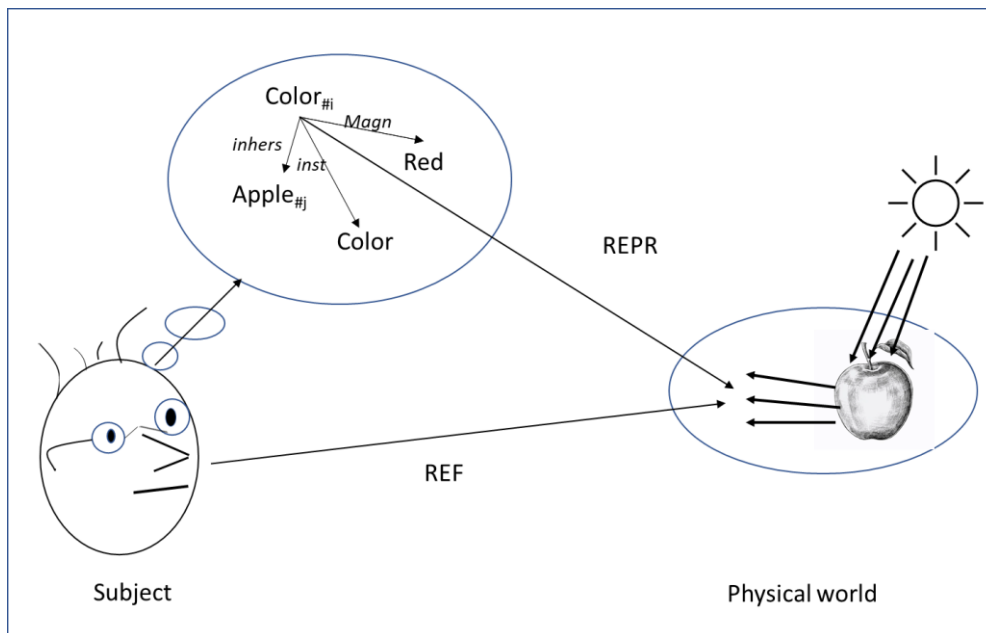 Color#i
Magn
inhers
inst
Red
Apple#j
Color
REPR
REF
Subject
Physical world